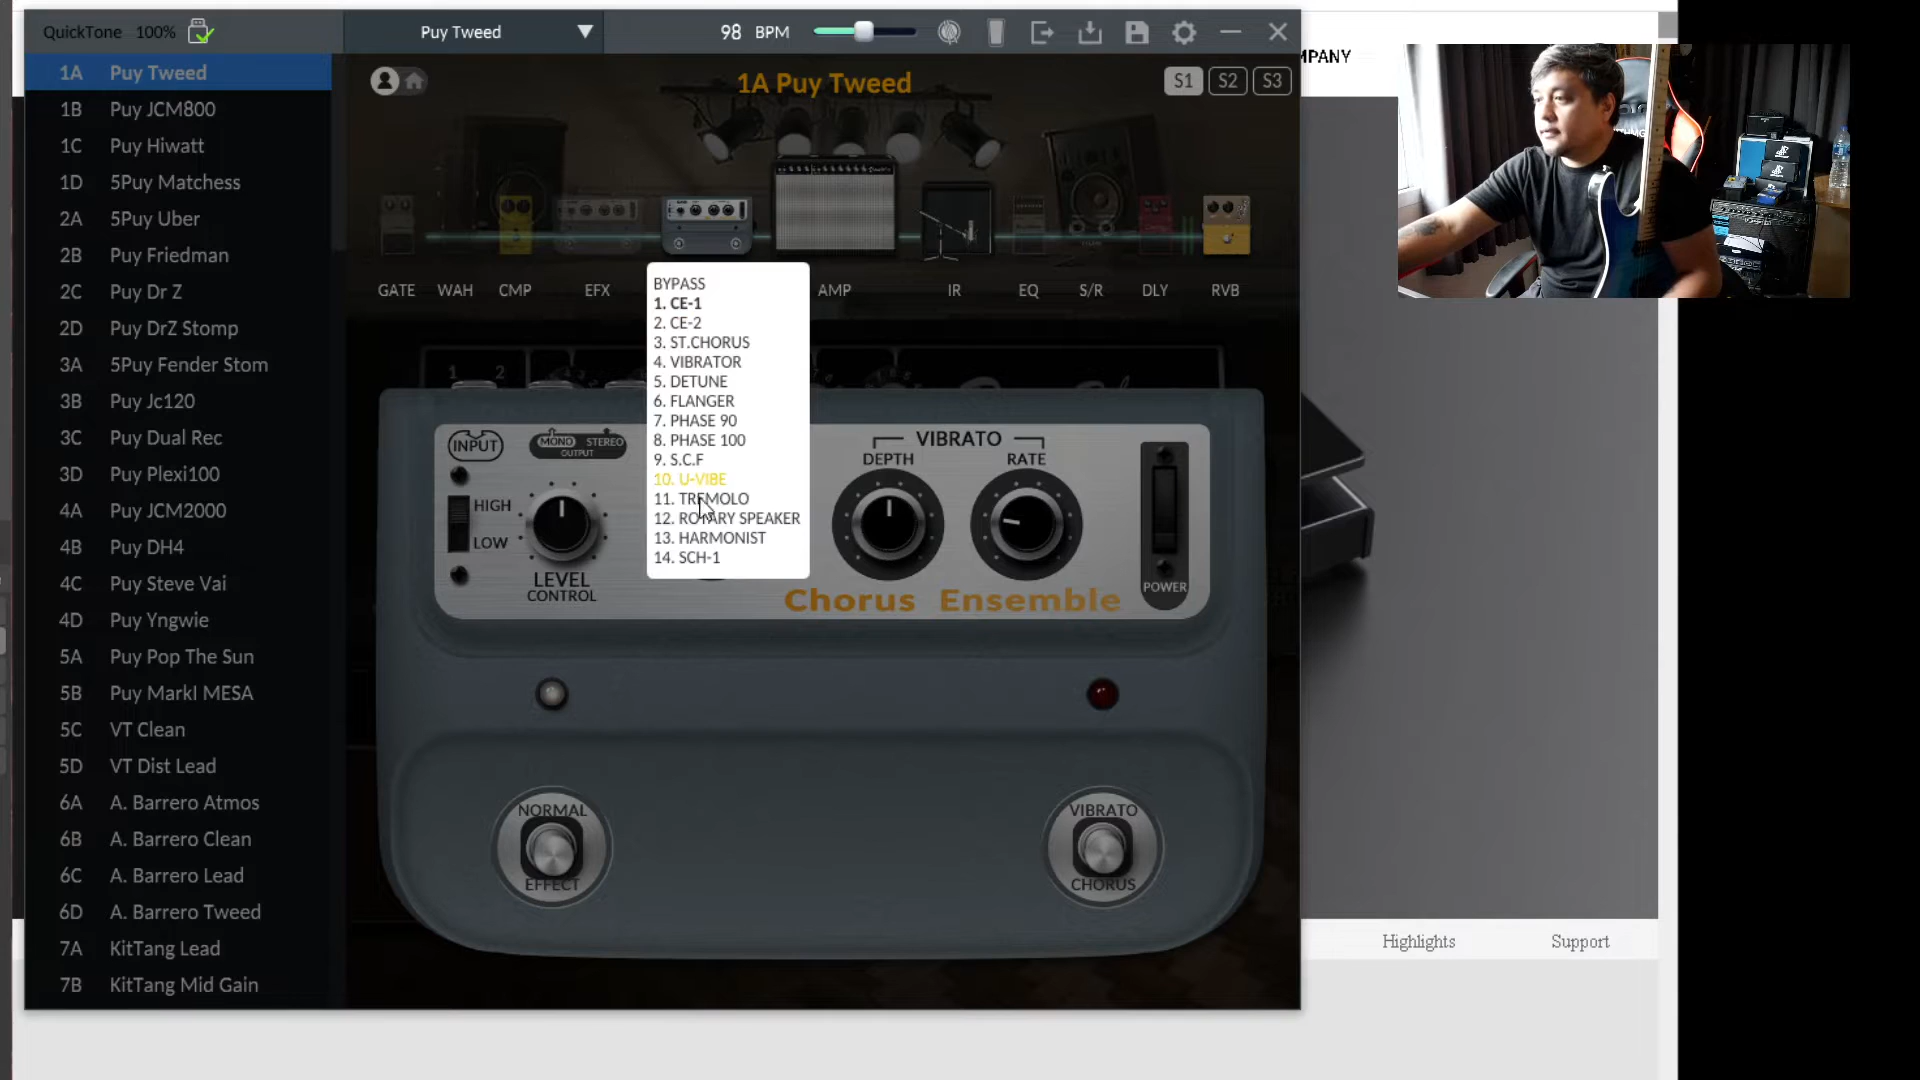 QuickTone 100%
Puy Tweed
98 BPM
1A Puy Tweed
1B Puy JCM800
1C Puy Hiwatt
1D 5Puy Matchess
2A 5Puy Uber
2B Puy Friedman
2C Puy Dr Z
2D Puy DrZ Stomp
3A 5Puy Fender Stom
3B Puy Jc120
3C Puy Dual Rec
3D Puy Plexi100
4A Puy JCM2000
4B Puy DH4
4C Puy Steve Vai
4D Puy Yngwie
5A Puy Pop The Sun
5B Puy MarkI MESA
5C VT Clean
5D VT Dist Lead
6A A. Barrero Atmos
6B A. Barrero Clean
6C A. Barrero Lead
6D A. Barrero Tweed
7A KitTang Lead
7B KitTang Mid Gain
1A Puy Tweed
S1 S2 S3
GATE WAH CMP EFX AMP IR EQ S/R DLY RVB
BYPASS
1. CE-1
2. CE-2
3. ST.CHORUS
4. VIBRATOR
5. DETUNE
6. FLANGER
7. PHASE 90
8. PHASE 100
9. S.C.F
10. U-VIBE
11. TREMOLO
12. ROTARY SPEAKER
13. HARMONIST
14. SCH-1
1 2
INPUT
MONO STEREO
OUTPUT
HIGH
LOW
LEVEL
CONTROL
VIBRATO
DEPTH RATE
POWER
Chorus Ensemble
NORMAL
EFFECT
VIBRATO
CHORUS
MPANY
Highlights Support